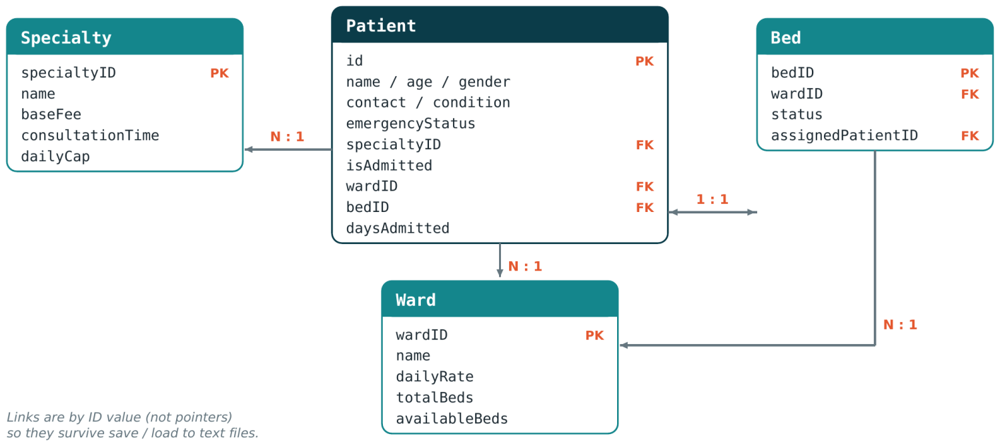 Specialty
specialtyID PK
name
baseFee
consultationTime
dailyCap
N : 1
Patient
id PK
name / age / gender
contact / condition
emergencyStatus
specialtyID FK
isAdmitted
wardID FK
bedID FK
daysAdmitted
1 : 1
Bed
bedID PK
wardID FK
status
assignedPatientID FK
N : 1
Ward
wardID PK
name
dailyRate
totalBeds
availableBeds
N : 1
Links are by ID value (not pointers)
so they survive save / load to text files.